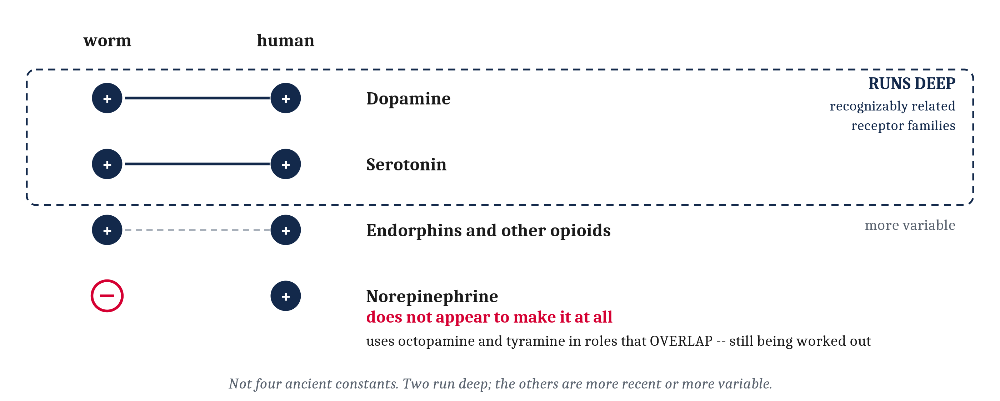 worm human
+ + Dopamine
RUNS DEEP
recognizably related
receptor families
+ + Serotonin
+ + Endorphins and other opioids
more variable
− + Norepinephrine
does not appear to make it at all
uses octopamine and tyramine in roles that OVERLAP -- still being worked out
Not four ancient constants. Two run deep; the others are more recent or more variable.